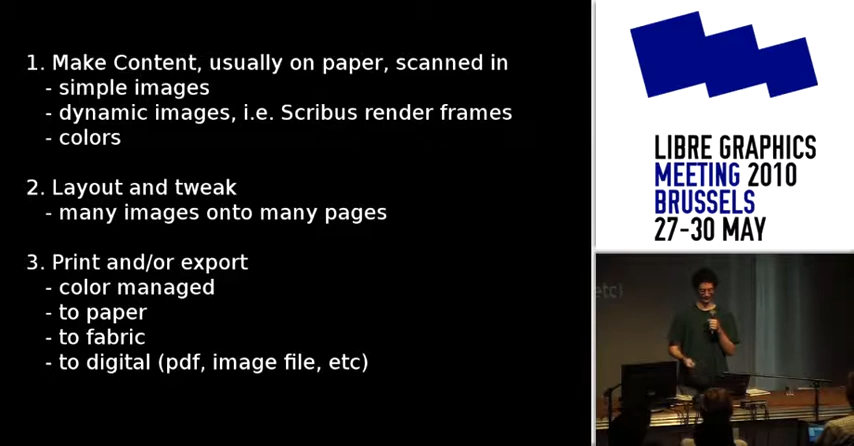 1. Make Content, usually on paper, scanned in
- simple images
- dynamic images, i.e. Scribus render frames
- colors
2. Layout and tweak
- many images onto many pages
3. Print and/or export
- color managed
- to paper
- to fabric
- to digital (pdf, image file, etc)
LIBRE GRAPHICS
MEETING 2010
BRUSSELS
27-30 MAY
etc)